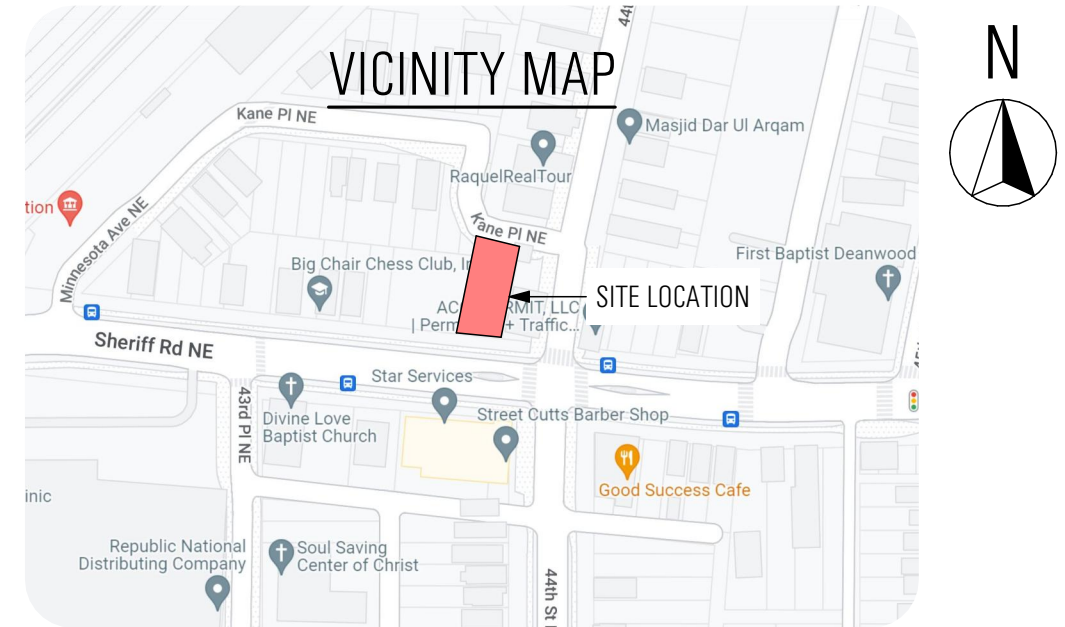 VICINITY MAP
N
44t
Kane Pl NE
Masjid Dar Ul Arqam
RaquelRealTour
tion
Minnesota Ave NE
Kane Pl NE
First Baptist Deanwood
Big Chair Chess Club, I
SITE LOCATION
AC RMIT, LLC
| Perm + Traffic...
Sheriff Rd NE
Star Services
43rd Pl NE
Divine Love
Baptist Church
Street Cutts Barber Shop
Good Success Cafe
inic
Republic National
Distributing Company
Soul Saving
Center of Christ
44th St